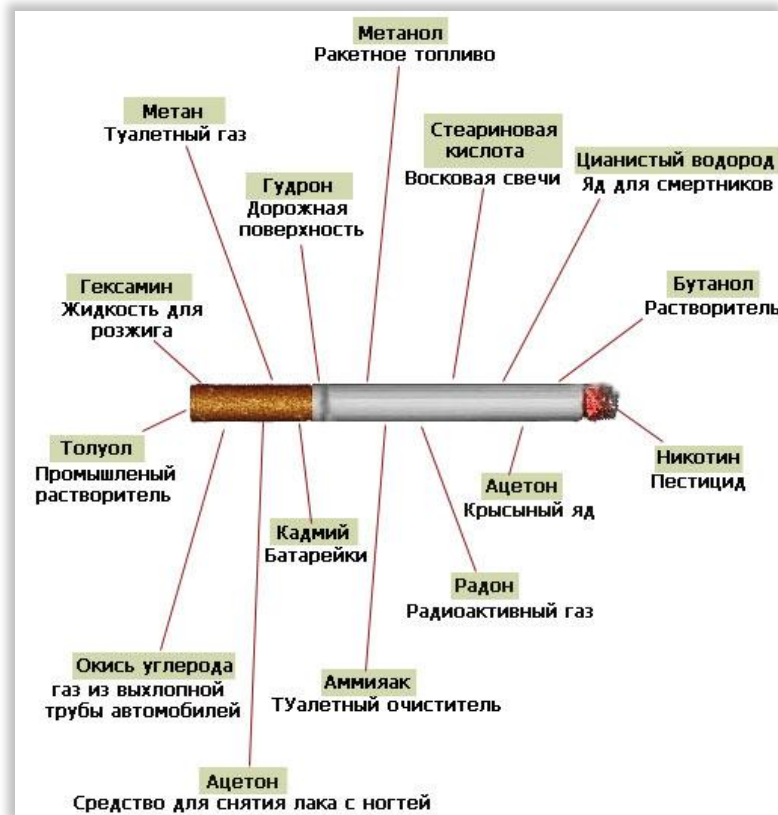 Метанол
Ракетное топливо
Метан
Туалетный газ
Стеариновая
кислота
Восковая свечи
Цианистый водород
Яд для смертников
Гудрон
Дорожная
поверхность
Гексамин
Жидкость для
розжига
Бутанол
Растворитель
Толуол
Промышленый
растворитель
Никотин
Пестицид
Ацетон
Крысиный яд
Кадмий
Батарейки
Радон
Радиоактивный газ
Окись углерода
газ из выхлопной
трубы автомобилей
Аммияак
ТУалетный очиститель
Ацетон
Средство для снятия лака с ногтей